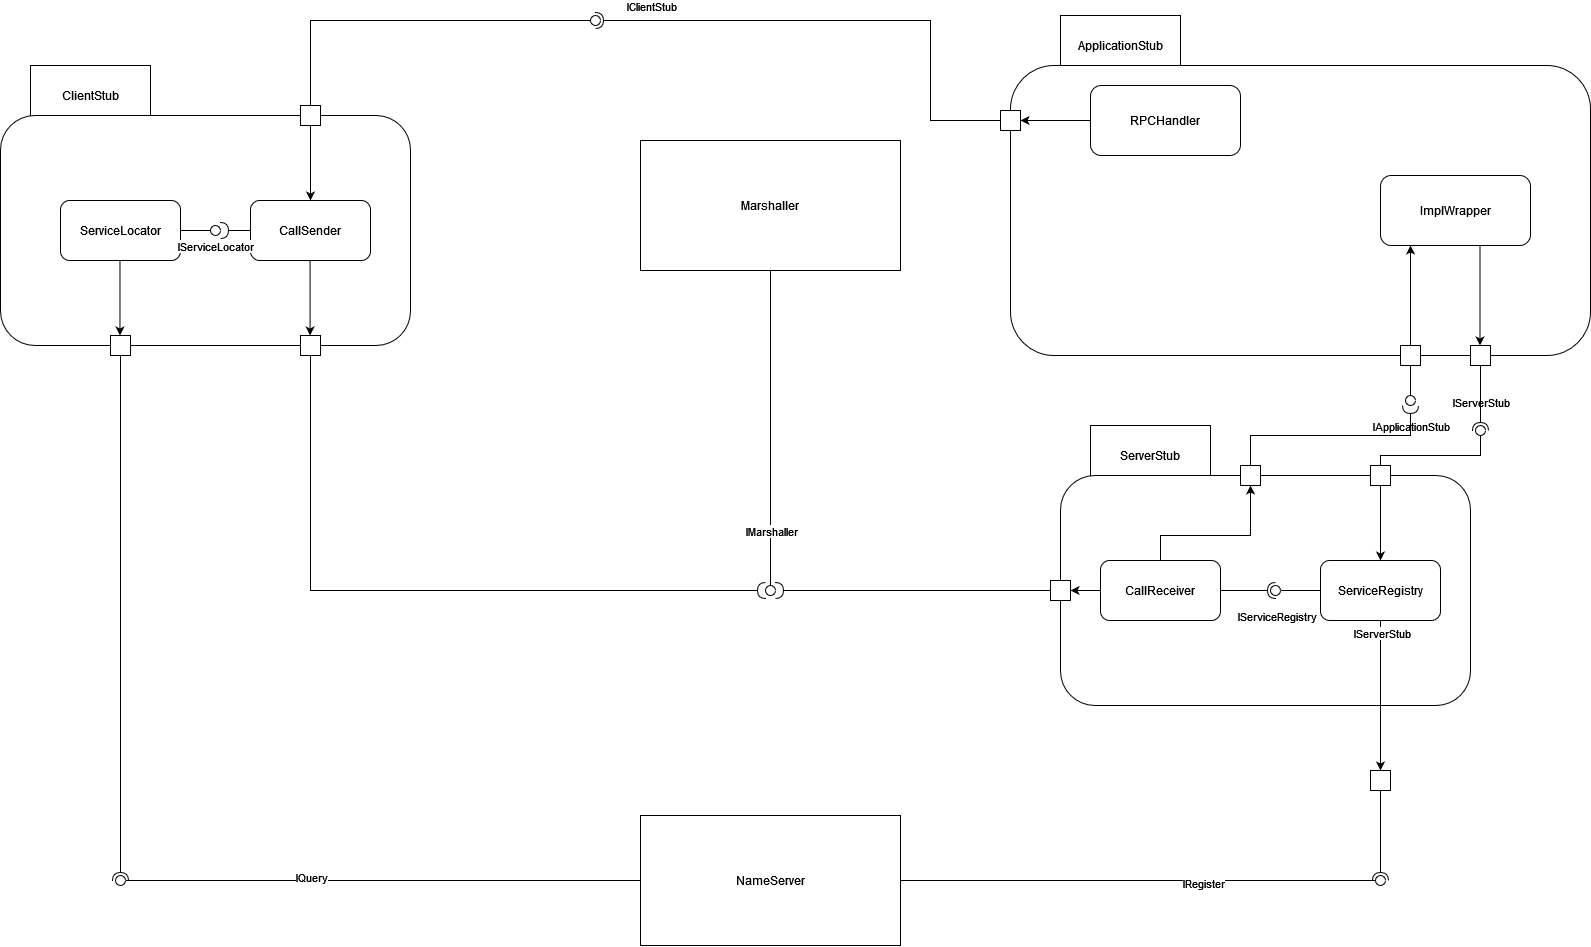 IClientStub
ApplicationStub
ClientStub
RPCHandler
Marshaller
ImplWrapper
ServiceLocator
CallSender
IServiceLocator
IServerStub
IApplicationStub
ServerStub
IMarshaller
CallReceiver
ServiceRegistry
IServiceRegistry
IServerStub
IQuery
NameServer
IRegister